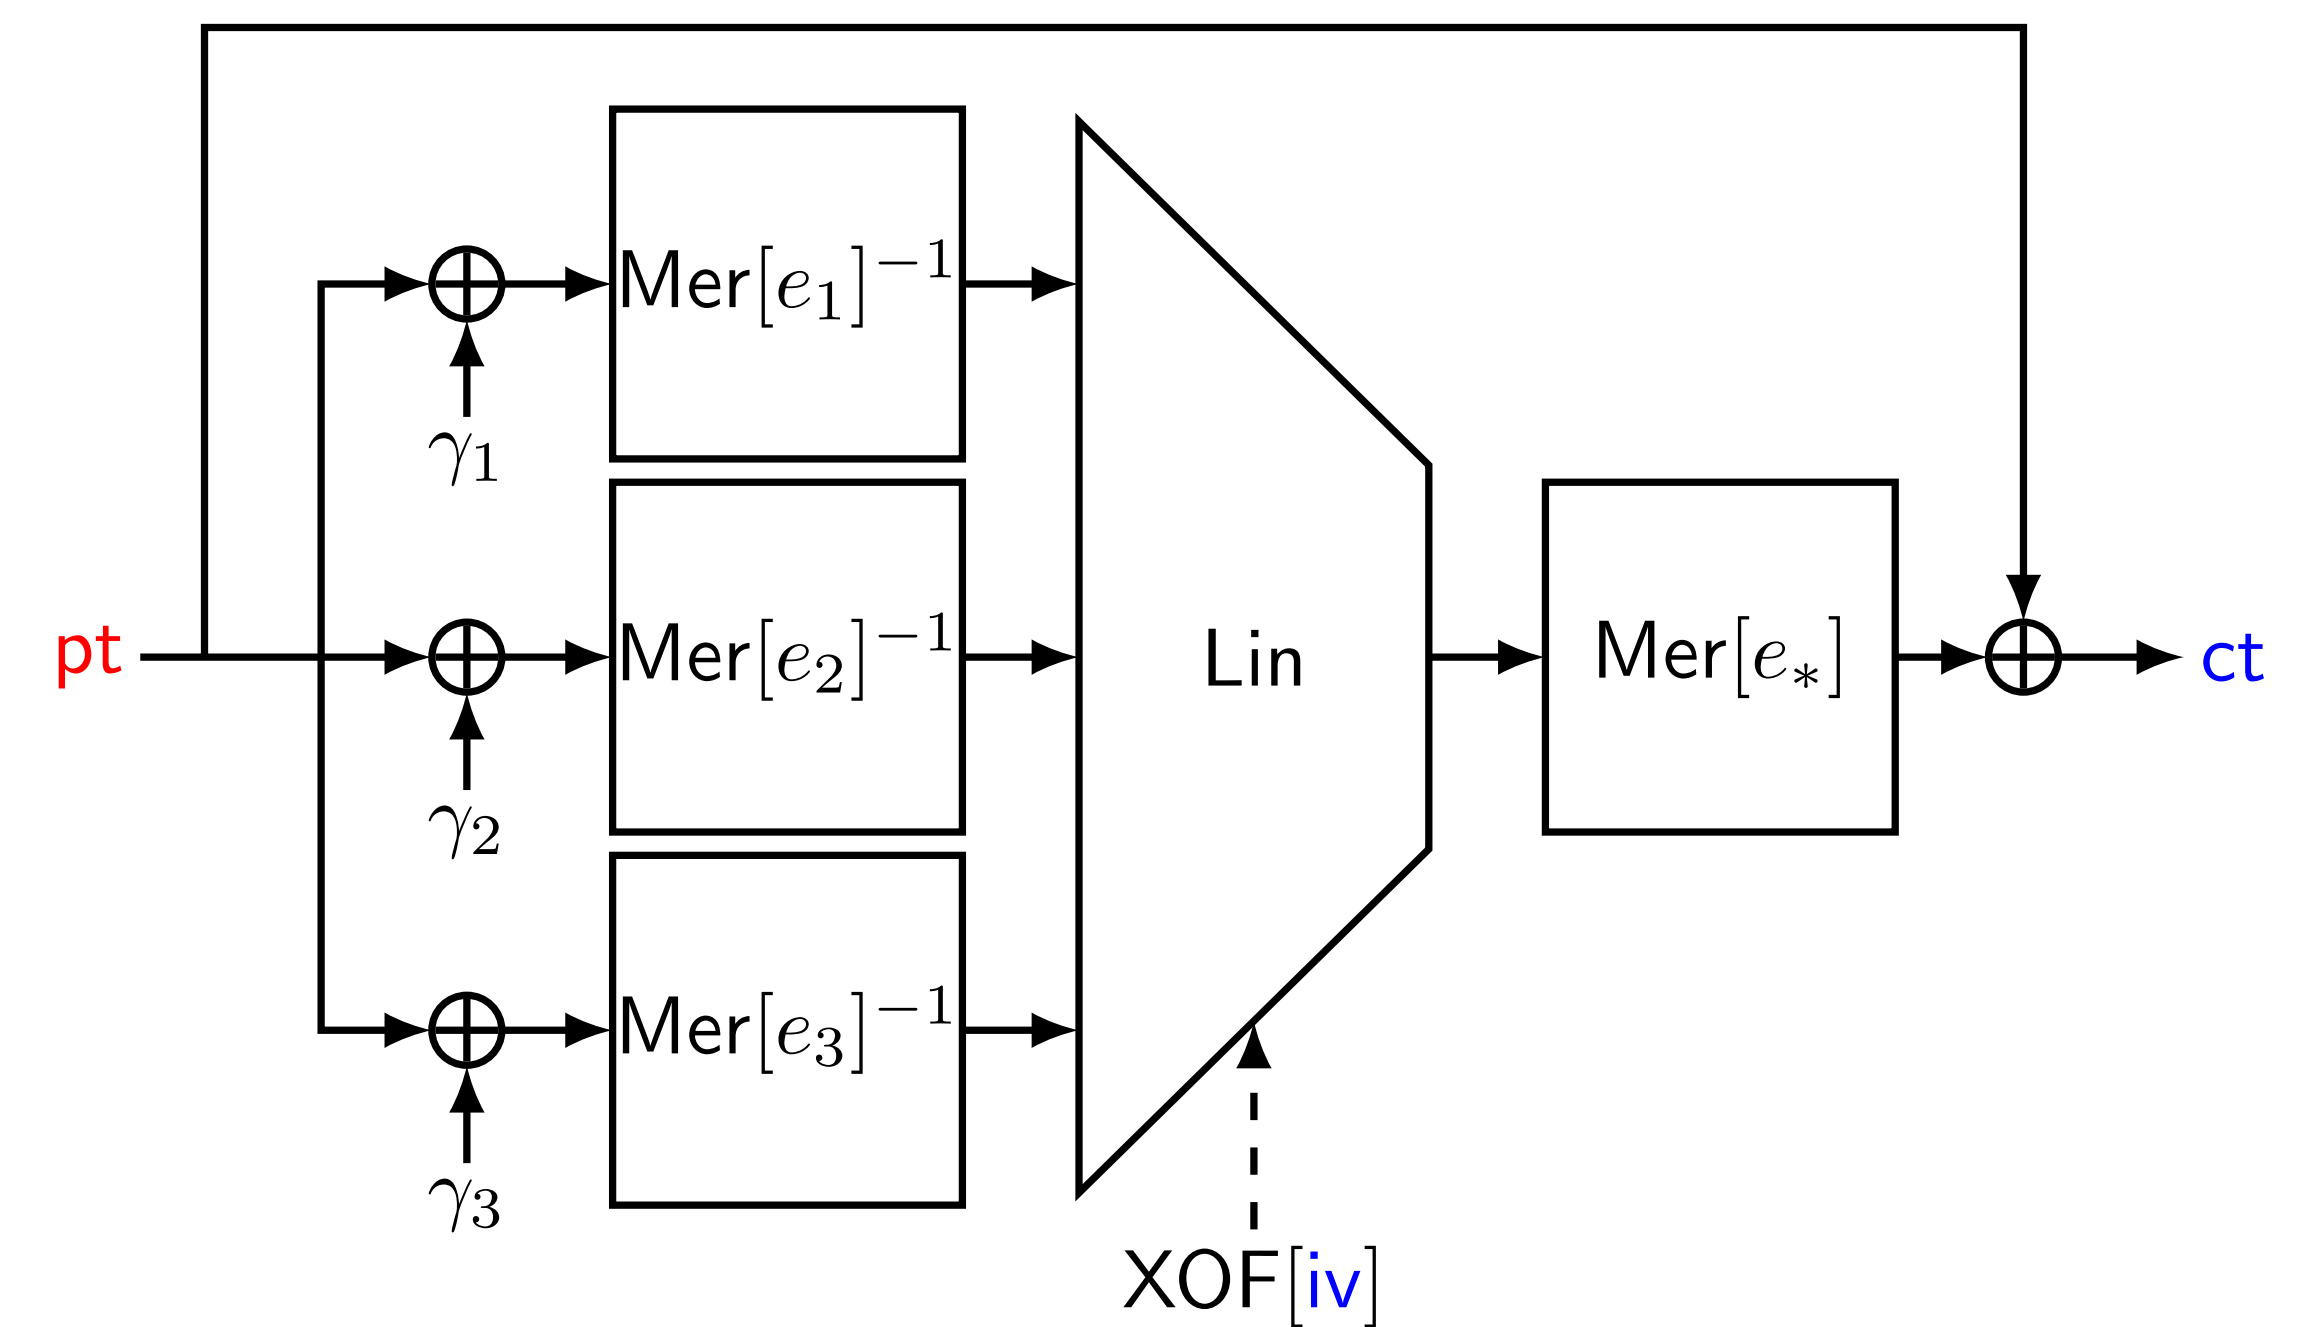 Mer[e₁]⁻¹
γ₁
pt
Mer[e₂]⁻¹
Lin
Mer[e∗]
ct
γ₂
Mer[e₃]⁻¹
γ₃
XOF[iv]